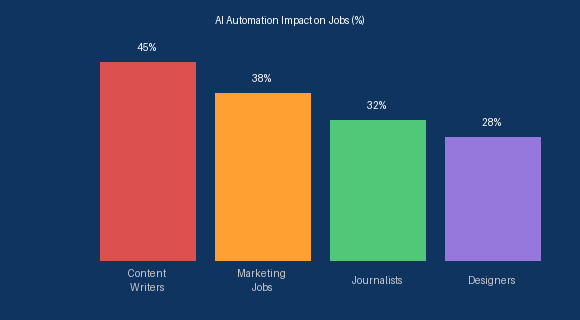 AI Automation Impact on Jobs (%)
45%
38%
32%
28%
Content
Writers
Marketing
Jobs
Journalists
Designers